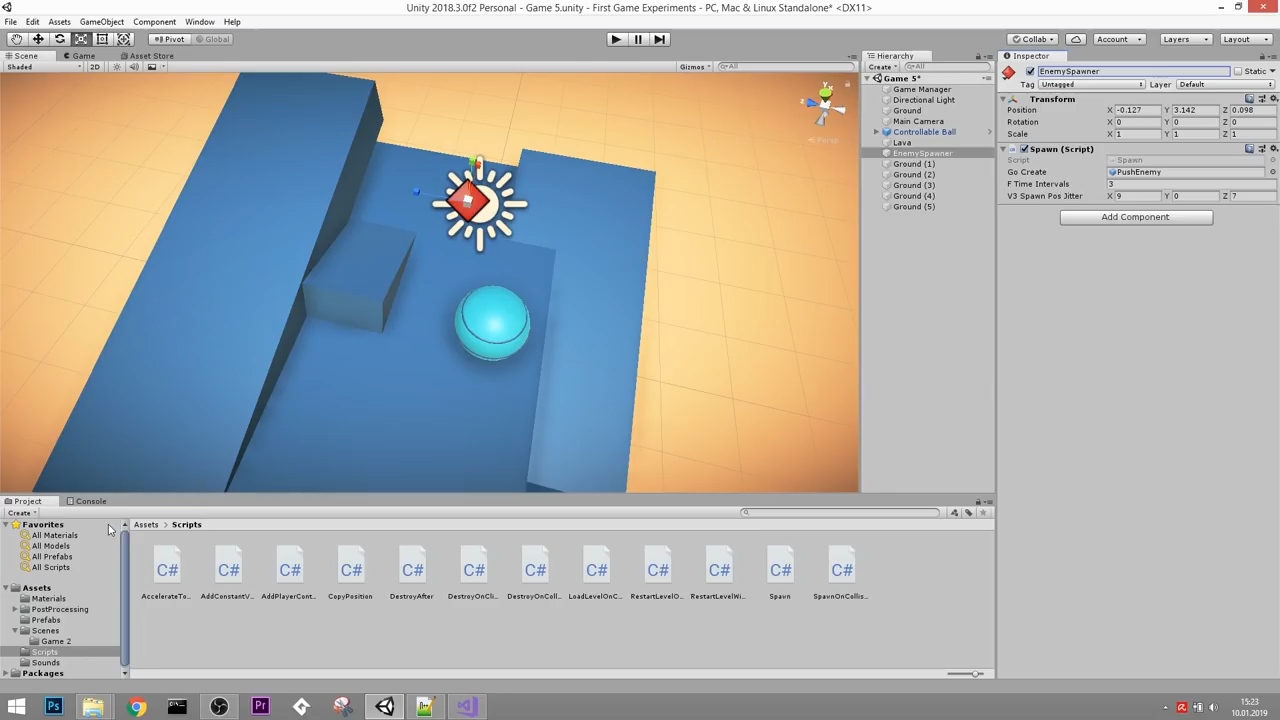 Unity 2018.3.0f2 Personal - Game 5.unity - First Game Experiments - PC, Mac & Linux Standalone* <DX11>
File Edit Assets GameObject Component Window Help
Pivot Global Collab Account Layers Layout
Scene Game Asset Store
Shaded 2D Gizmos All
Persp
Hierarchy
Create All
Game 5*
Game Manager
Directional Light
Ground
Main Camera
Controllable Ball
Lava
EnemySpawner
Ground (1)
Ground (2)
Ground (3)
Ground (4)
Ground (5)
Inspector
EnemySpawner Static
Tag Untagged Layer Default
Transform
Position X -0.127 Y 3.142 Z 0.098
Rotation X 0 Y 0 Z 0
Scale X 1 Y 1 Z 1
Spawn (Script)
Script Spawn
Go Create PushEnemy
F Time Intervals 3
V3 Spawn Pos Jitter X 9 Y 0 Z 7
Add Component
Project Console
Create
Favorites
All Materials
All Models
All Prefabs
All Scripts
Assets
Materials
PostProcessing
Prefabs
Scenes
Game 2
Scripts
Sounds
Packages
Assets > Scripts
C# C# C# C# C# C# C# C# C# C# C# C#
AccelerateTo... AddConstantV... AddPlayerCont... CopyPosition DestroyAfter DestroyOnCli... DestroyOnColl... LoadLevelOnC... RestartLevelO... RestartLevelWi... Spawn SpawnOnCollis...
Ps Pr
15:23
10.01.2019